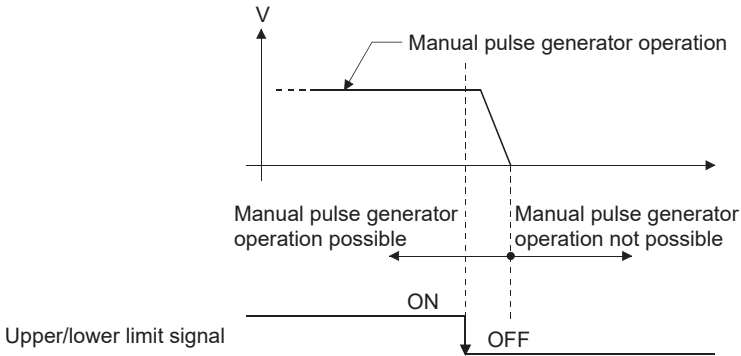 V
Manual pulse generator operation
Manual pulse generator
operation possible
Manual pulse generator
operation not possible
ON
Upper/lower limit signal
OFF